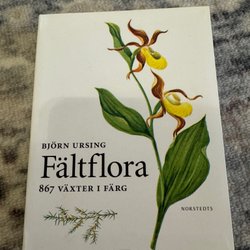 BJÖRN URSING
Fältflora
867 VÄXTER I FÄRG
NORSTEDTS